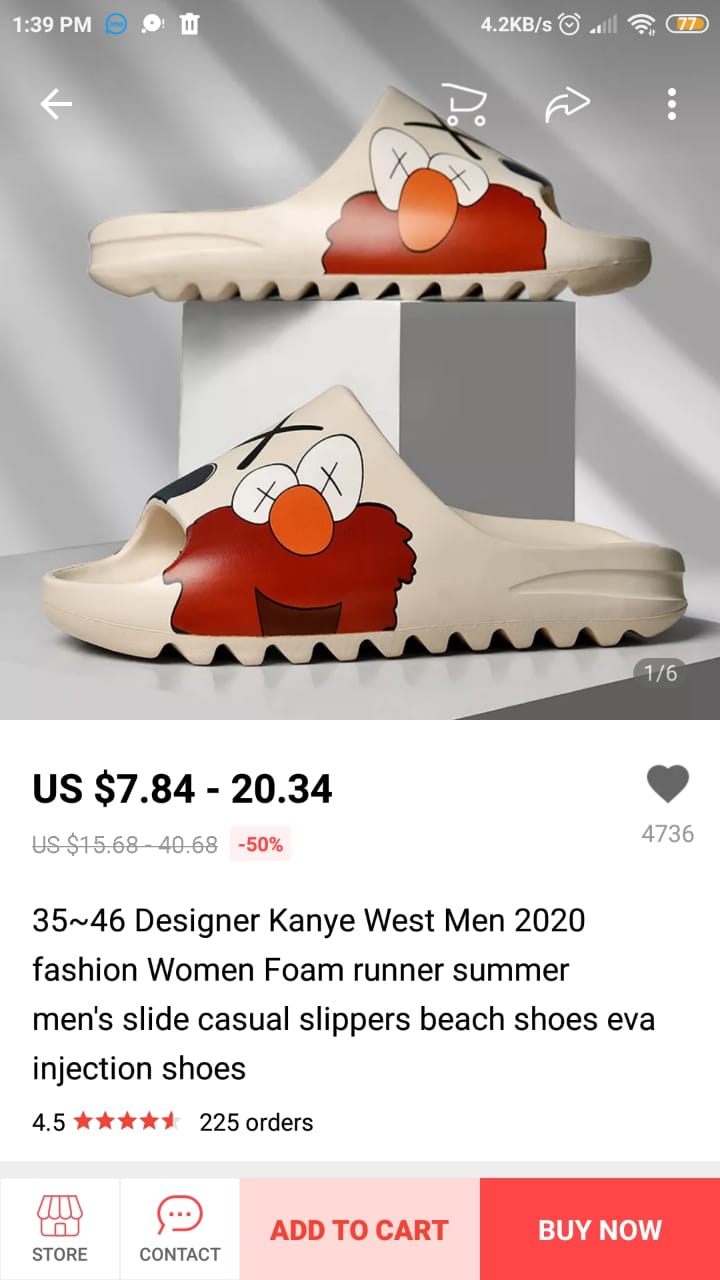 1:39 PM
4.2KB/s
77
1/6
US $7.84 - 20.34
US $15.68 - 40.68 -50%
4736
35~46 Designer Kanye West Men 2020
fashion Women Foam runner summer
men's slide casual slippers beach shoes eva
injection shoes
4.5 225 orders
STORE
CONTACT
ADD TO CART
BUY NOW